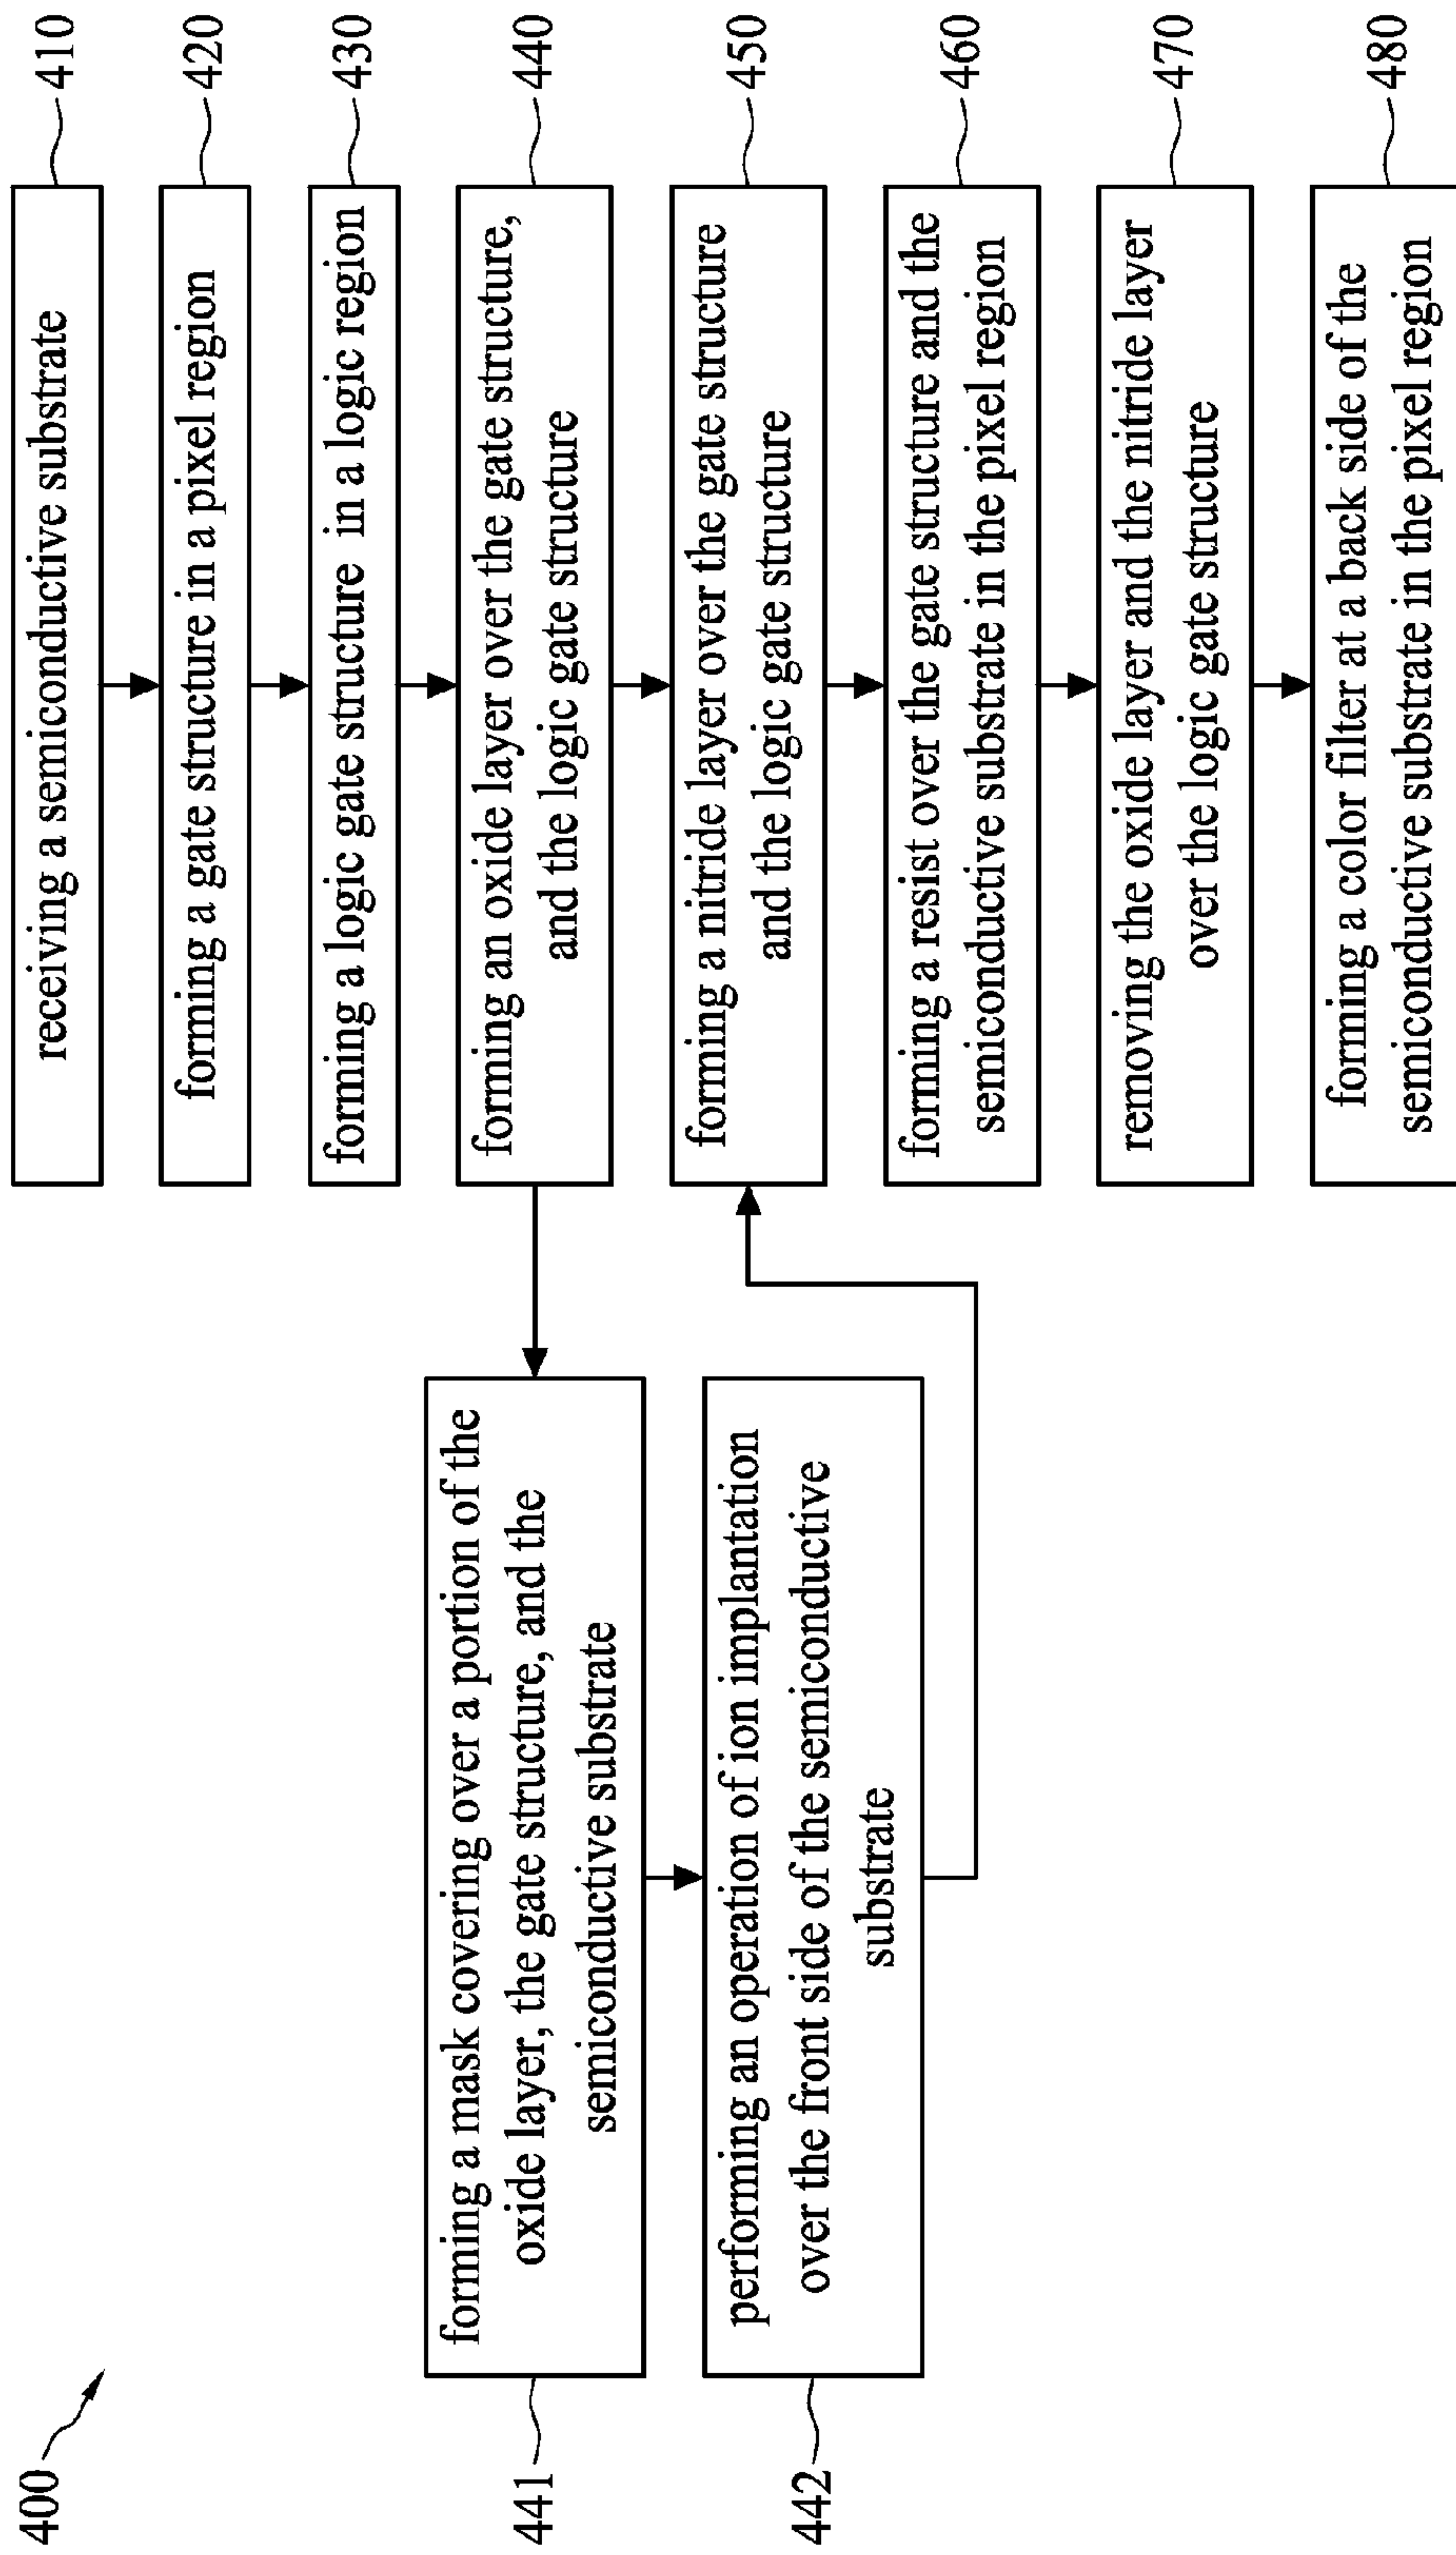 400
receiving a semiconductive substrate
410
forming a gate structure in a pixel region
420
forming a logic gate structure in a logic region
430
forming an oxide layer over the gate structure,
and the logic gate structure
440
forming a mask covering over a portion of the
oxide layer, the gate structure, and the
semiconductive substrate
441
performing an operation of ion implantation
over the front side of the semiconductive
substrate
442
forming a nitride layer over the gate structure
and the logic gate structure
450
forming a resist over the gate structure and the
semiconductive substrate in the pixel region
460
removing the oxide layer and the nitride layer
over the logic gate structure
470
forming a color filter at a back side of the
semiconductive substrate in the pixel region
480